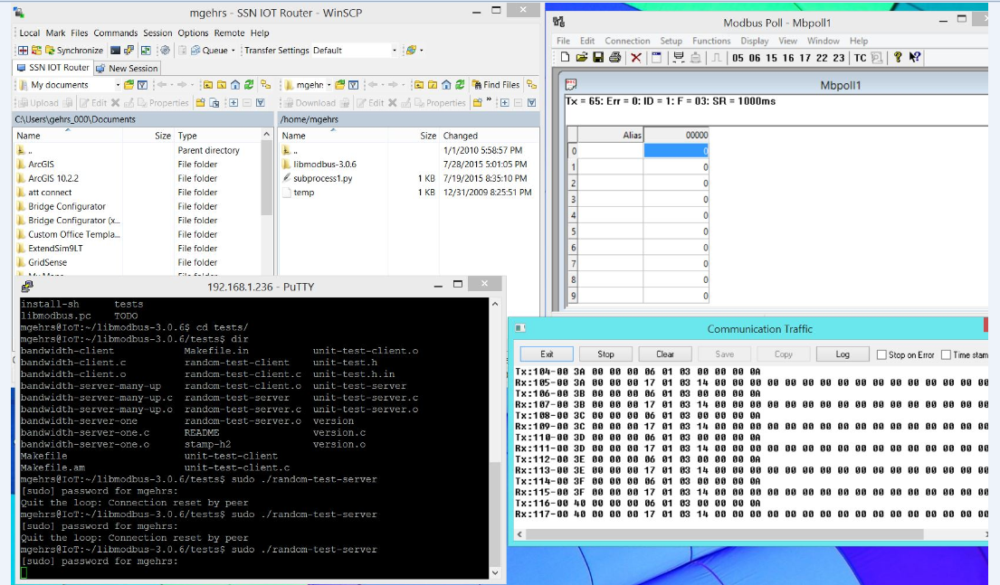 mgehrs - SSN IOT Router - WinSCP
Local Mark Files Commands Session Options Remote Help
Synchronize Queue Transfer Settings Default
SSN IOT Router New Session
My documents mgehr Find Files
Upload Edit Properties Download Edit Properties
C:\Users\gehrs_000\Documents /home/mgehrs
Name Size Type Name Size Changed
.. Parent directory .. 1/1/2010 5:58:57 PM
ArcGIS File folder libmodbus-3.0.6 7/28/2015 5:01:05 PM
ArcGIS 10.2.2 File folder subprocess1.py 1 KB 7/19/2015 8:35:10 PM
att connect File folder temp 1 KB 12/31/2009 8:25:51 PM
Bridge Configurator File folder
Bridge Configurator (x... File folder
Custom Office Templa... File folder
ExtendSim9LT File folder
GridSense File folder
192.168.1.236 - PuTTY
install-sh tests
libmodbus.pc TODO
mgehrs@IoT:~/libmodbus-3.0.6$ cd tests/
mgehrs@IoT:~/libmodbus-3.0.6/tests$ dir
bandwidth-client Makefile.in unit-test-client.o
bandwidth-client.c random-test-client unit-test.h
bandwidth-client.o random-test-client.c unit-test.h.in
bandwidth-server-many-up random-test-client.o unit-test-server
bandwidth-server-many-up.c random-test-server unit-test-server.c
bandwidth-server-many-up.o random-test-server.c unit-test-server.o
bandwidth-server-one random-test-server.o version
bandwidth-server-one.c README version.c
bandwidth-server-one.o stamp-h2 version.o
Makefile unit-test-client
Makefile.am unit-test-client.c
mgehrs@IoT:~/libmodbus-3.0.6/tests$ sudo ./random-test-server
[sudo] password for mgehrs:
Quit the loop: Connection reset by peer
mgehrs@IoT:~/libmodbus-3.0.6/tests$ sudo ./random-test-server
[sudo] password for mgehrs:
Quit the loop: Connection reset by peer
mgehrs@IoT:~/libmodbus-3.0.6/tests$ sudo ./random-test-server
[sudo] password for mgehrs:
Modbus Poll - Mbpoll1
File Edit Connection Setup Functions Display View Window Help
05 06 15 16 17 22 23 TC
Mbpoll1
Tx = 65: Err = 0: ID = 1: F = 03: SR = 1000ms
Alias 00000
0 0
1 0
2 0
3 0
4 0
5 0
6 0
7 0
8 0
9 0
Communication Traffic
Exit Stop Clear Save Copy Log Stop on Error Time stam
Tx:104-00 3A 00 00 00 06 01 03 00 00 00 0A
Rx:105-00 3A 00 00 00 17 01 03 14 00 00 00 00 00 00 00 00 00 00 00 00 00
Tx:106-00 3B 00 00 00 06 01 03 00 00 00 0A
Rx:107-00 3B 00 00 00 17 01 03 14 00 00 00 00 00 00 00 00 00 00 00 00 00
Tx:108-00 3C 00 00 00 06 01 03 00 00 00 0A
Rx:109-00 3C 00 00 00 17 01 03 14 00 00 00 00 00 00 00 00 00 00 00 00 00
Tx:110-00 3D 00 00 00 06 01 03 00 00 00 0A
Rx:111-00 3D 00 00 00 17 01 03 14 00 00 00 00 00 00 00 00 00 00 00 00 00
Tx:112-00 3E 00 00 00 06 01 03 00 00 00 0A
Rx:113-00 3E 00 00 00 17 01 03 14 00 00 00 00 00 00 00 00 00 00 00 00 00
Tx:114-00 3F 00 00 00 06 01 03 00 00 00 0A
Rx:115-00 3F 00 00 00 17 01 03 14 00 00 00 00 00 00 00 00 00 00 00 00 00
Tx:116-00 40 00 00 00 06 01 03 00 00 00 0A
Rx:117-00 40 00 00 00 17 01 03 14 00 00 00 00 00 00 00 00 00 00 00 00 00